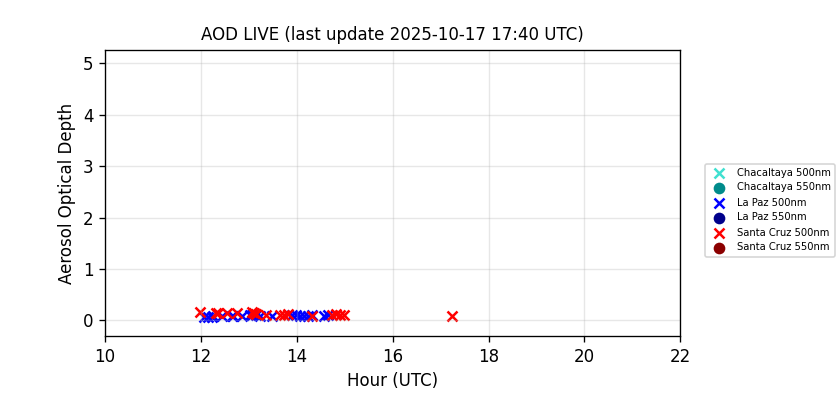 AOD LIVE (last update 2025-10-17 17:40 UTC)
5
4
3
2
1
0
Aerosol Optical Depth
10 12 14 16 18 20 22
Hour (UTC)
Chacaltaya 500nm
Chacaltaya 550nm
La Paz 500nm
La Paz 550nm
Santa Cruz 500nm
Santa Cruz 550nm